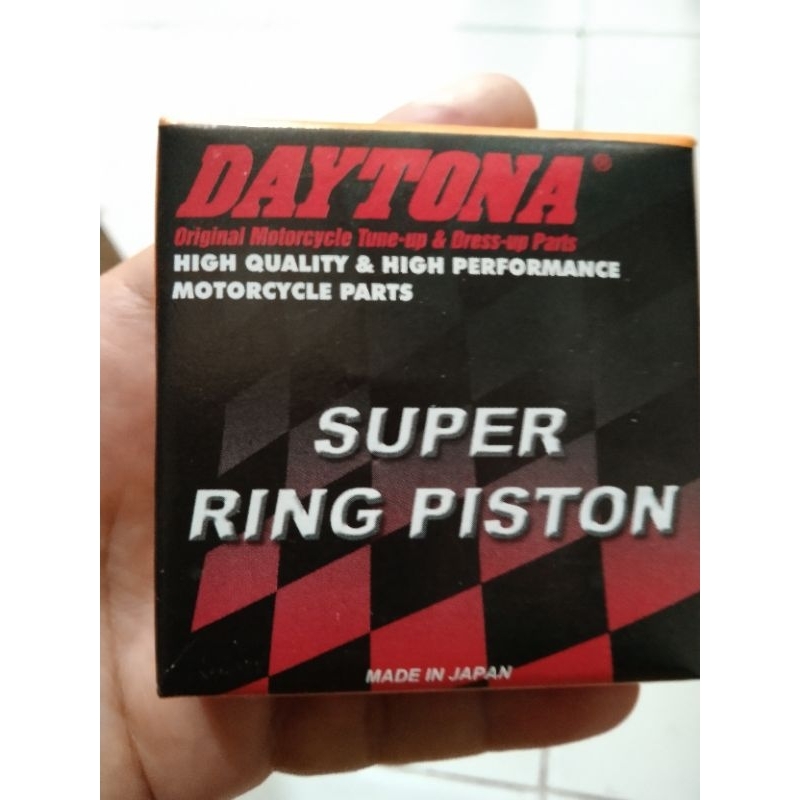 DAYTONA®
Original Motorcycle Tune-up & Dress-up Parts
HIGH QUALITY & HIGH PERFORMANCE
MOTORCYCLE PARTS
SUPER
RING PISTON
MADE IN JAPAN